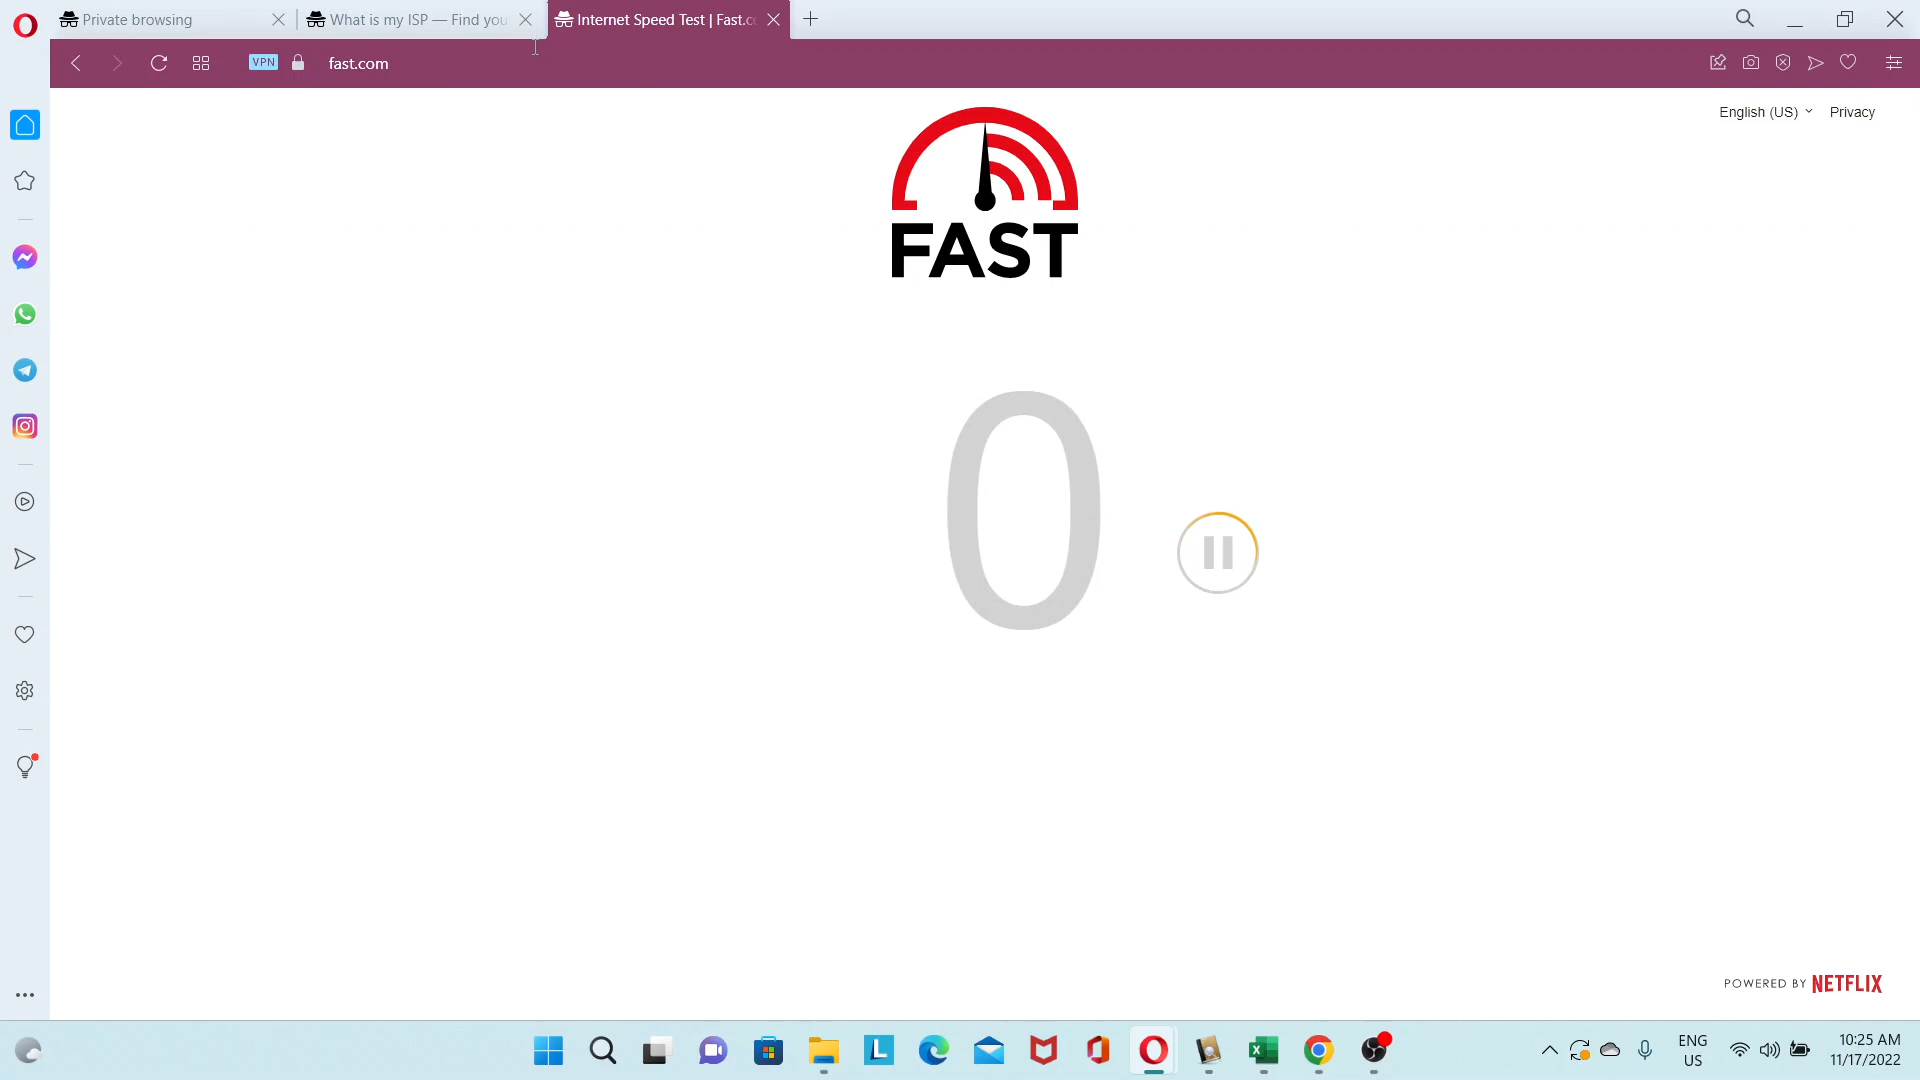 Private browsing
What is my ISP — Find you
Internet Speed Test | Fast.c
VPN
fast.com
English (US)
Privacy
FAST
0
POWERED BY NETFLIX
ENG
US
10:25 AM
11/17/2022